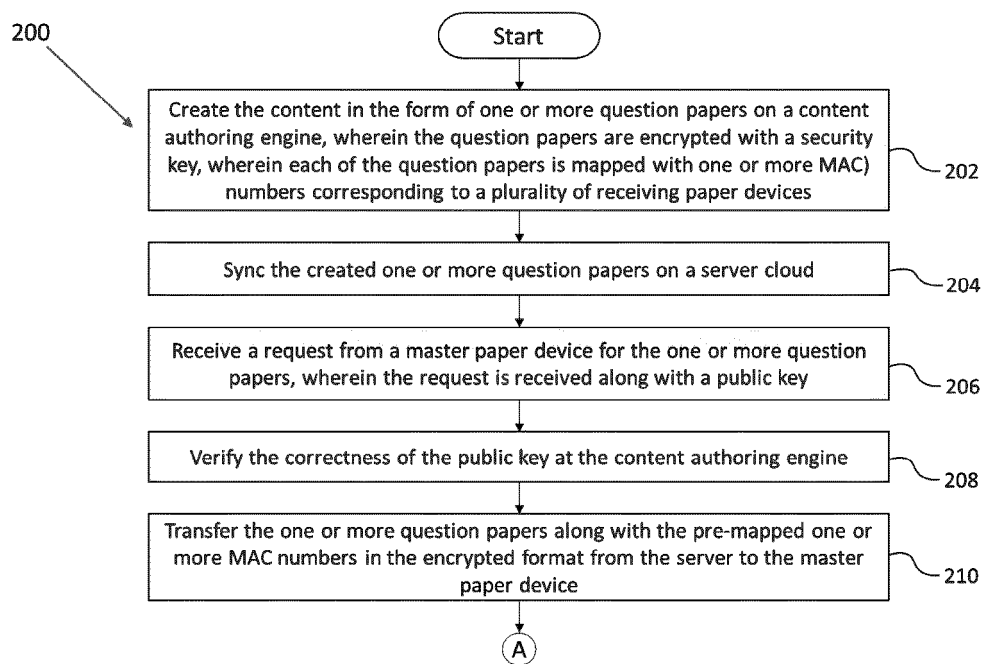 200
Start
Create the content in the form of one or more question papers on a content
authoring engine, wherein the question papers are encrypted with a security
key, wherein each of the question papers is mapped with one or more MAC)
numbers corresponding to a plurality of receiving paper devices
202
Sync the created one or more question papers on a server cloud
204
Receive a request from a master paper device for the one or more question
papers, wherein the request is received along with a public key
206
Verify the correctness of the public key at the content authoring engine
208
Transfer the one or more question papers along with the pre-mapped one or
more MAC numbers in the encrypted format from the server to the master
paper device
210
A